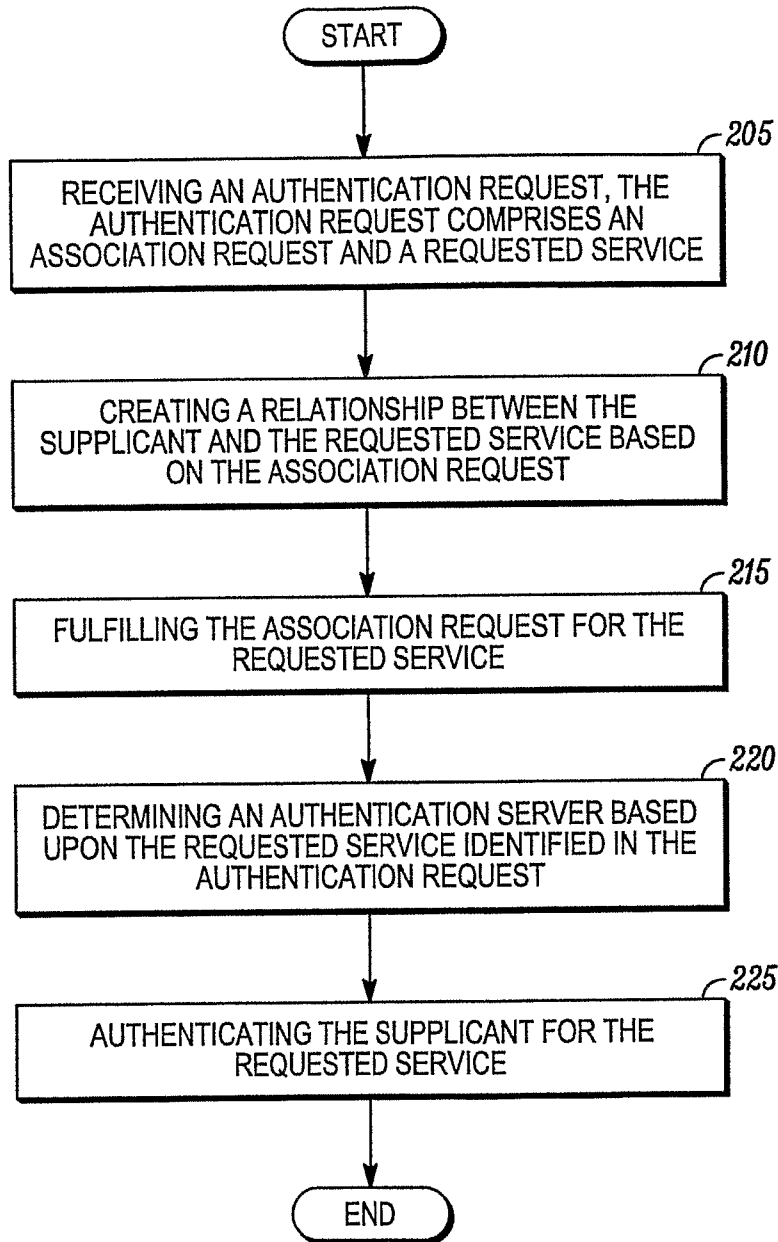 START
205
RECEIVING AN AUTHENTICATION REQUEST, THE
AUTHENTICATION REQUEST COMPRISES AN
ASSOCIATION REQUEST AND A REQUESTED SERVICE
210
CREATING A RELATIONSHIP BETWEEN THE
SUPPLICANT AND THE REQUESTED SERVICE BASED
ON THE ASSOCIATION REQUEST
215
FULFILLING THE ASSOCIATION REQUEST FOR THE
REQUESTED SERVICE
220
DETERMINING AN AUTHENTICATION SERVER BASED
UPON THE REQUESTED SERVICE IDENTIFIED IN THE
AUTHENTICATION REQUEST
225
AUTHENTICATING THE SUPPLICANT FOR THE
REQUESTED SERVICE
END